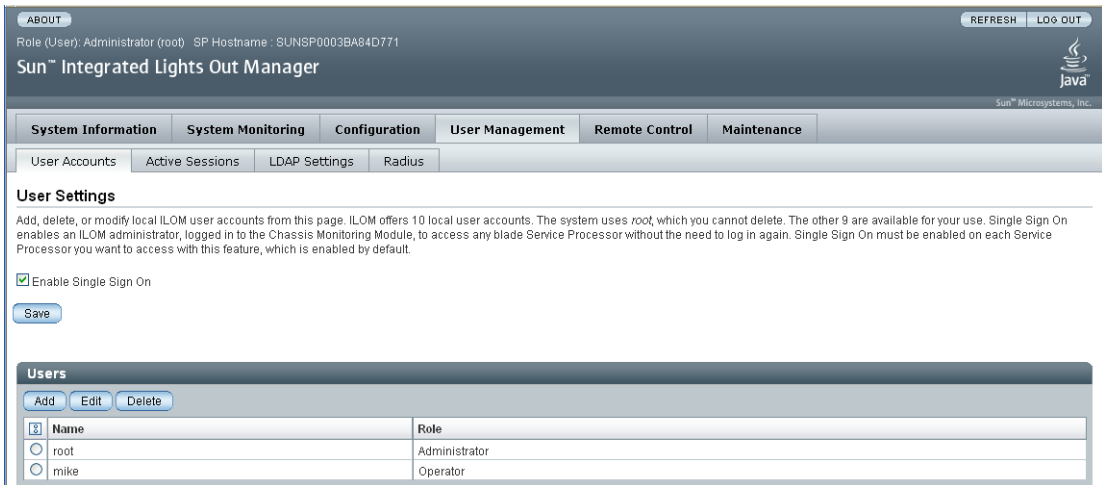 ABOUT
REFRESH LOG OUT
Role (User): Administrator (root) SP Hostname : SUNSP0003BA84D771
Sun™ Integrated Lights Out Manager
Java™
Sun™ Microsystems, Inc.
System Information System Monitoring Configuration User Management Remote Control Maintenance
User Accounts Active Sessions LDAP Settings Radius
User Settings
Add, delete, or modify local ILOM user accounts from this page. ILOM offers 10 local user accounts. The system uses root, which you cannot delete. The other 9 are available for your use. Single Sign On
enables an ILOM administrator, logged in to the Chassis Monitoring Module, to access any blade Service Processor without the need to log in again. Single Sign On must be enabled on each Service
Processor you want to access with this feature, which is enabled by default.
Enable Single Sign On
Save
Users
Add Edit Delete
Name Role
root Administrator
mike Operator